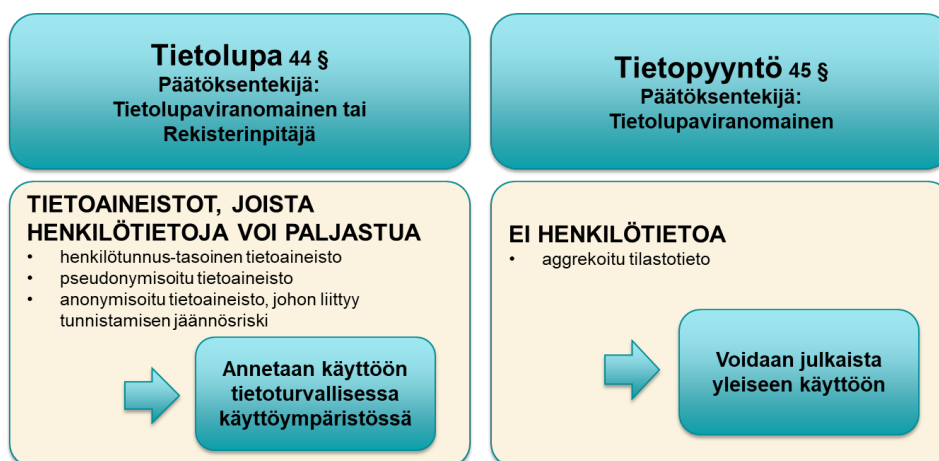 Tietolupa 44 §
Päätöksentekijä:
Tietolupaviranomainen tai
Rekisterinpitäjä
TIETOAINEISTOT, JOISTA
HENKILÖTIETOJA VOI PALJASTUA
• henkilötunnus-tasoinen tietoaineisto
• pseudonymisoitu tietoaineisto
• anonymisoitu tietoaineisto, johon liittyy
tunnistamisen jäännösriski
Annetaan käyttöön
tietoturvallisessa
käyttöympäristössä
Tietopyyntö 45 §
Päätöksentekijä:
Tietolupaviranomainen
EI HENKILÖTIETOA
• aggrekoitu tilastotieto
Voidaan julkaista
yleiseen käyttöön